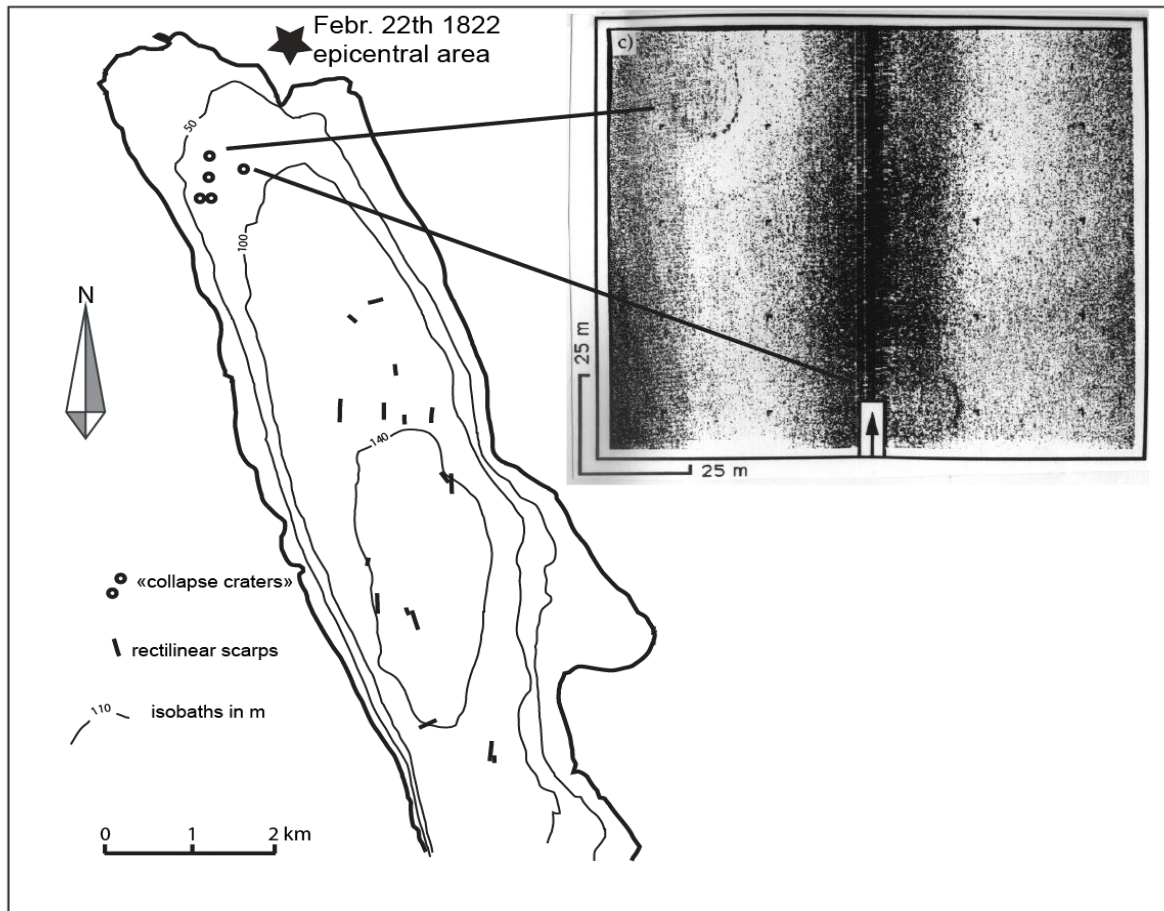 Febr. 22th 1822
epicentral area
c)
50
100
140
N
25 m
25 m
«collapse craters»
rectilinear scarps
110
isobaths in m
0 1 2 km